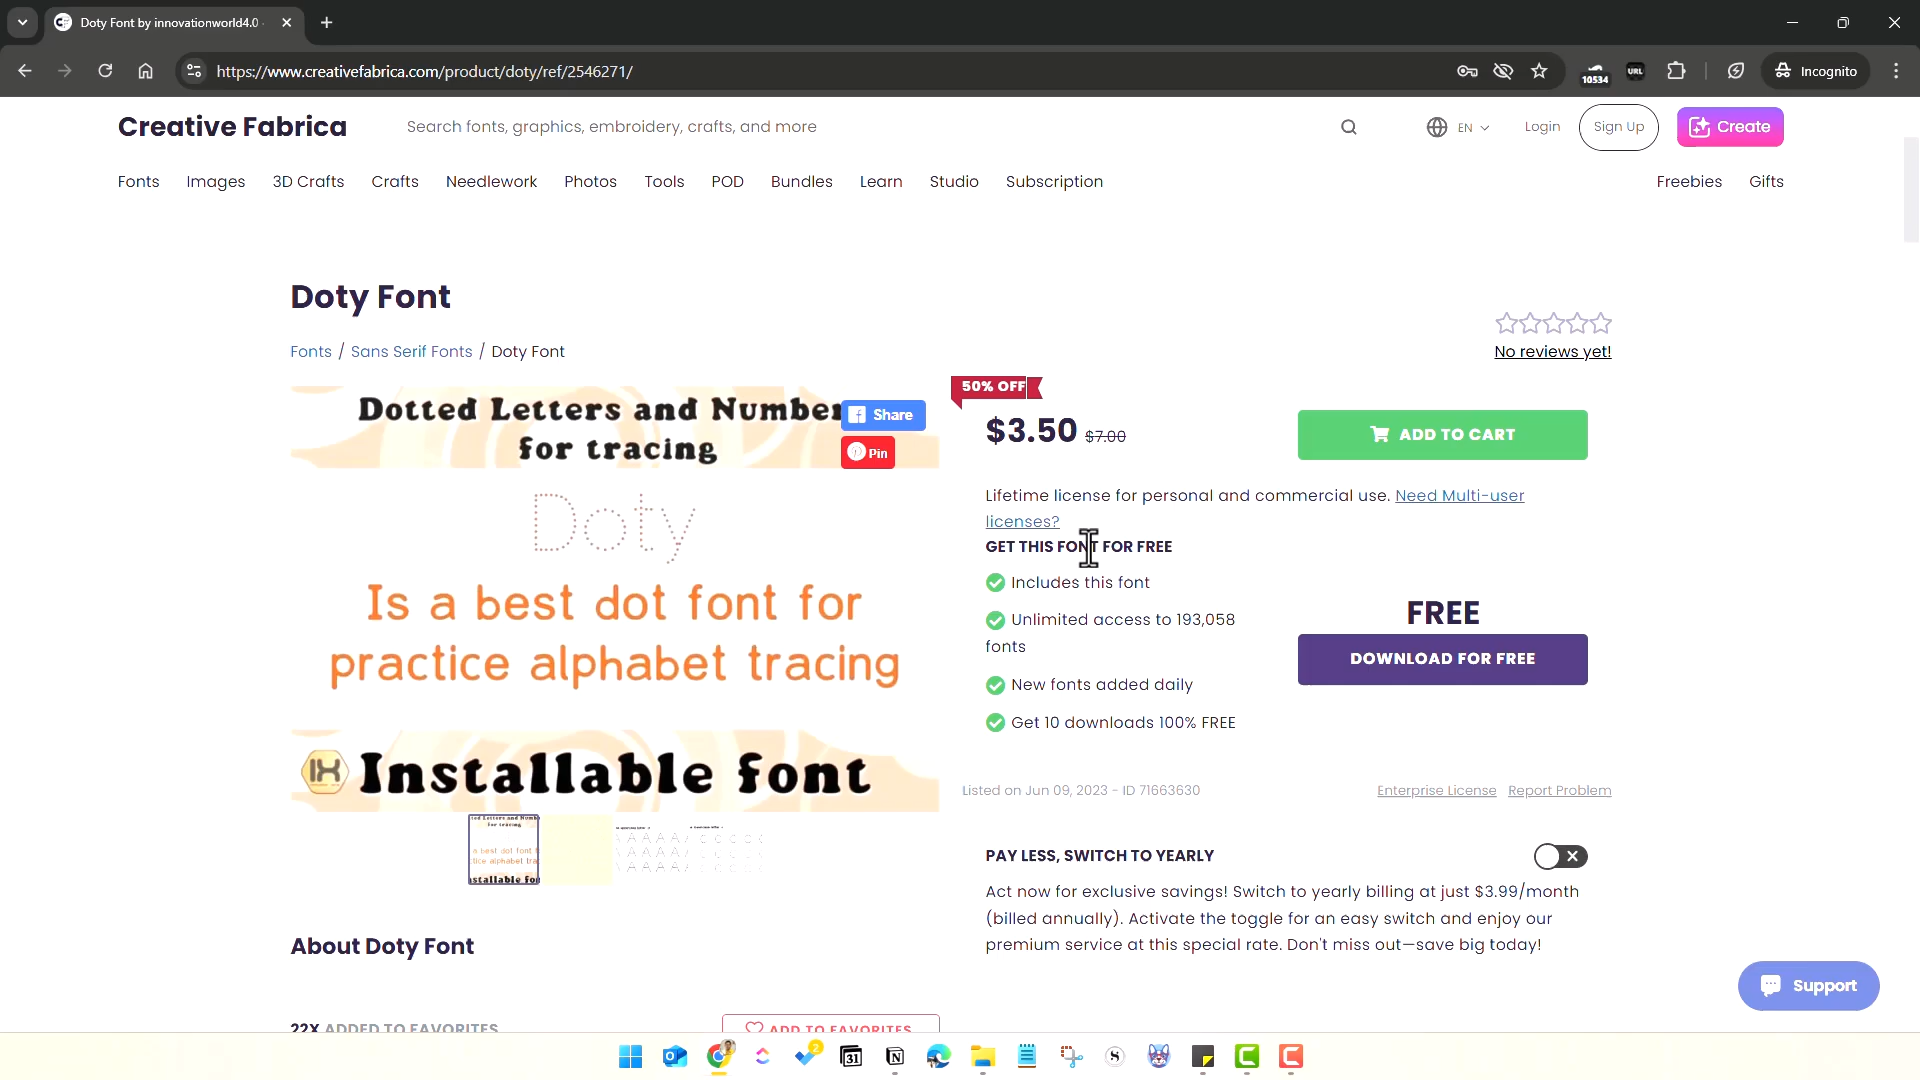 Doty Font by innovationworld4.0
https://www.creativefabrica.com/product/doty/ref/2546271/
10534
URL
Incognito
Creative Fabrica
Search fonts, graphics, embroidery, crafts, and more
EN
Login
Sign Up
Create
Fonts
Images
3D Crafts
Crafts
Needlework
Photos
Tools
POD
Bundles
Learn
Studio
Subscription
Freebies
Gifts
Doty Font
Fonts / Sans Serif Fonts / Doty Font
No reviews yet!
Dotted Letters and Number
for tracing
Share
Pin
Doty
Is a best dot font for
practice alphabet tracing
Installable font
50% OFF
$3.50 $7.00
ADD TO CART
Lifetime license for personal and commercial use. Need Multi-user
licenses?
GET THIS FONT FOR FREE
Includes this font
Unlimited access to 193,058
fonts
New fonts added daily
Get 10 downloads 100% FREE
FREE
DOWNLOAD FOR FREE
Listed on Jun 09, 2023 - ID 71663630
Enterprise License
Report Problem
PAY LESS, SWITCH TO YEARLY
Act now for exclusive savings! Switch to yearly billing at just $3.99/month
(billed annually). Activate the toggle for an easy switch and enjoy our
premium service at this special rate. Don't miss out—save big today!
About Doty Font
22X ADDED TO FAVORITES
ADD TO FAVORITES
Support
2
31